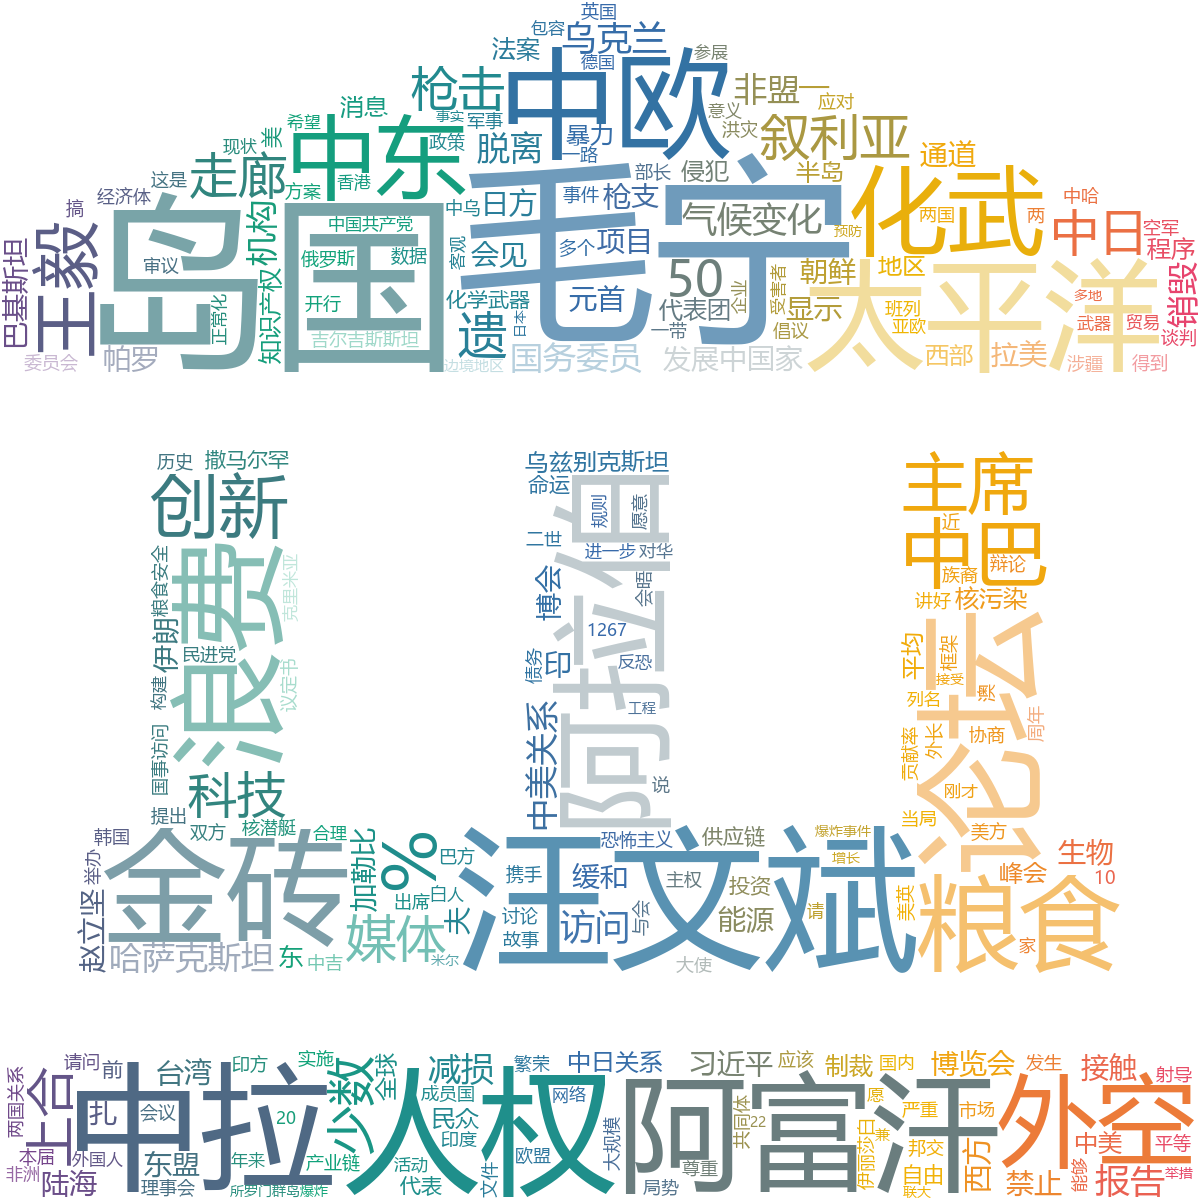 英国
包容
乌克兰
法案
德国
参展
枪击
中欧
非盟一
消息
事实
军事
意义
应对
希望
美
中东
政策
脱离
暴力
一路
洪灾
叙利亚
通道
现状
走廊
方案
香港
部长
侵犯
半岛
这是
经济体
搞
机构
中国共产党
中乌
日方
事件
枪支
毛宁
气候变化
预防
化武
两国
两
中哈
中日
空军
程序
巴基斯坦
王毅
岛国
审议
俄罗斯
数据
客观
会见
多个
项目
50
受害者
朝鲜
地区
太平洋
多地
销毁
正常化
知识产权
开行
化学武器
元首
代表团
企业
显示
班列
武器
贸易
吉尔吉斯斯坦
遗
日本
一带
倡议
亚欧
谈判
委员会
帕罗
边境地区
国务委员
发展中国家
西部
拉美
涉疆
得到
历史
撒马尔罕
乌兹别克斯坦
主席
创新
命运
规则
愿意
中巴
近
二世
进一步
对华
阿拉伯
族裔
辩论
粮食安全
浪费
克里米亚
博会
会晤
讲好
核污染
伊朗
民进党
1267
平均
框架
论坛
构建
议定书
债务
印
反恐
接受
列名
澳
国事访问
中美关系
工程
贡献率
外长
协商
周年
科技
说
刚才
提出
韩国
双方
核潜艇
合理
恐怖主义
供应链
爆炸事件
当局
美方
举办
金砖
加勒比
%
巴方
携手
缓和
主权
投资
增长
生物
峰会
10
赵立坚
出席
白人
夫
讨论
故事
访问
与会
能源
请
美英
汪文斌
粮食
家
哈萨克斯坦
东
中吉
媒体
米尔
大使
请问
前
台湾
印方
实施
全球
减损
繁荣
中日关系
习近平
应该
制裁
国内
博览会
发生
接触
射导
两国关系
上合
扎
会议
中拉
20
少数
成员国
民众
印度
网络
人权
大规模
阿富汗
共同体
22
愿
严重
市场
外空
本届
外国人
东盟
年来
产业链
活动
欧盟
尊重
伊丽莎白
兼
邦交
中美
平等
非洲
陆海
理事会
所罗门群岛爆炸
代表
文件
局势
自由
联大
西方
禁止
能够
报告
举措